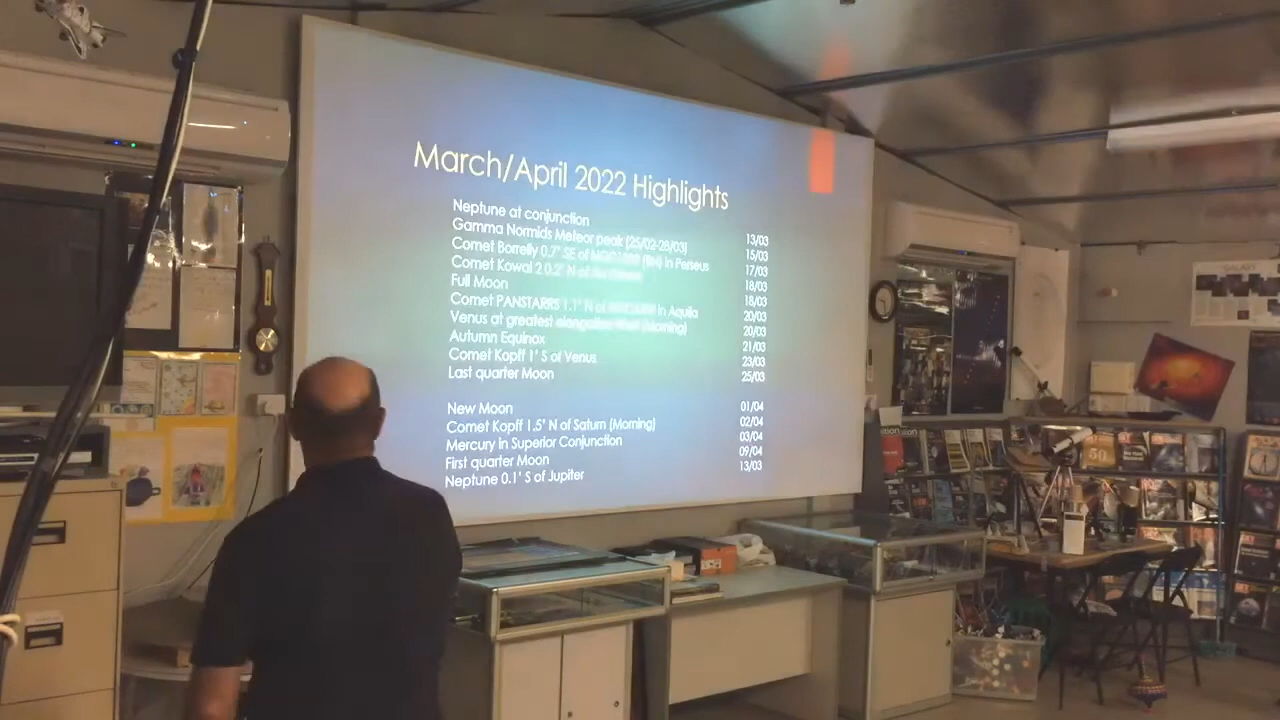 March/April 2022 Highlights
Neptune at conjunction 13/03
Gamma Normids Meteor peak (25/02-28/03) 15/03
Comet Borrelly 0.7° SE of in Perseus 17/03
Comet Kowal 2 0.2° N of 18/03
Full Moon 18/03
Comet PANSTARRS 1.1° N of in Aquila 20/03
Venus at greatest elongation (Morning) 20/03
Autumn Equinox 21/03
Comet Kopff 1° S of Venus 23/03
Last quarter Moon 25/03
New Moon 01/04
Comet Kopff 1.5° N of Saturn (Morning) 02/04
Mercury in Superior Conjunction 03/04
First quarter Moon 09/04
Neptune 0.1° S of Jupiter 13/03
GALAXY
50